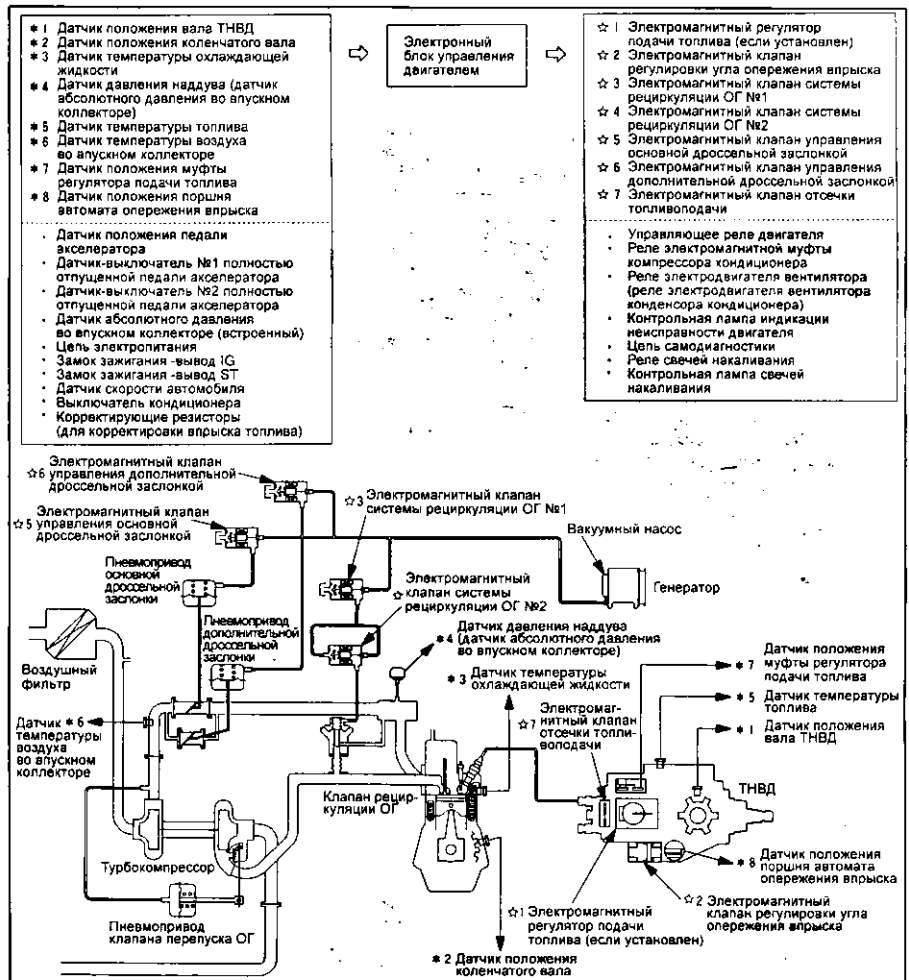 * 1 Датчик положения вала ТНВД
* 2 Датчик положения коленчатого вала
* 3 Датчик температуры охлаждающей
жидкости
* 4 Датчик давления наддува (датчик
абсолютного давления во впускном
коллекторе)
* 5 Датчик температуры топлива
* 6 Датчик температуры воздуха
во впускном коллекторе
* 7 Датчик положения муфты
регулятора подачи топлива
* 8 Датчик положения поршня
автомата опережения впрыска
· Датчик положения педали
акселератора
· Датчик-выключатель №1 полностью
отпущенной педали акселератора
· Датчик-выключатель №2 полностью
отпущенной педали акселератора
· Датчик абсолютного давления
во впускном коллекторе (встроенный)
· Цепь электропитания
· Замок зажигания -вывод IG
· Замок зажигания -вывод ST
· Датчик скорости автомобиля
· Выключатель кондиционера
· Корректирующие резисторы
(для корректировки впрыска топлива)
Электронный
блок управления
двигателем
☆ 1 Электромагнитный регулятор
подачи топлива (если установлен)
☆ 2 Электромагнитный клапан
регулировки угла опережения впрыска
☆ 3 Электромагнитный клапан системы
рециркуляции ОГ №1
☆ 4 Электромагнитный клапан системы
рециркуляции ОГ №2
☆ 5 Электромагнитный клапан управления
основной дроссельной заслонкой
☆ 6 Электромагнитный клапан управления
дополнительной дроссельной заслонкой
☆ 7 Электромагнитный клапан отсечки
топливоподачи
· Управляющее реле двигателя
· Реле электромагнитной муфты
компрессора кондиционера
· Реле электродвигателя вентилятора
(реле электродвигателя вентилятора
конденсора кондиционера)
· Контрольная лампа индикации
неисправности двигателя
· Цепь самодиагностики
· Реле свечей накаливания
· Контрольная лампа свечей
накаливания
Электромагнитный клапан
☆6 управления дополнительной
дроссельной заслонкой
Электромагнитный клапан
☆5 управления основной
дроссельной заслонкой
☆3 Электромагнитный клапан
системы рециркуляции ОГ №1
Вакуумный насос
Генератор
Пневмопривод
основной
дроссельной
заслонки
Электромагнитный
☆ клапан системы
рециркуляции ОГ №2
Пневмопривод
дополнительной
дроссельной
заслонки
Воздушный
фильтр
Датчик давления наддува
* 4 (датчик абсолютного давления
во впускном коллекторе)
* 3 Датчик температуры
охлаждающей жидкости
Датчик положения
* 7 муфты регулятора
подачи топлива
* 5 Датчик температуры
топлива
* 1 Датчик положения
вала ТНВД
Датчик * 6
температуры
воздуха
во впускном
коллекторе
Электромаг-
☆7 нитный клапан
отсечки топли-
воподачи
ТНВД
Клапан рецир-
куляции ОГ
Турбокомпрессор
Пневмопривод
клапана перепуска ОГ
* 8 Датчик положения
поршня автомата
опережения впрыска
☆1 Электромагнитный
регулятор подачи
топлива (если установлен)
☆2 Электромагнитный
клапан регулировки угла
опережения впрыска
* 2 Датчик положения
коленчатого вала